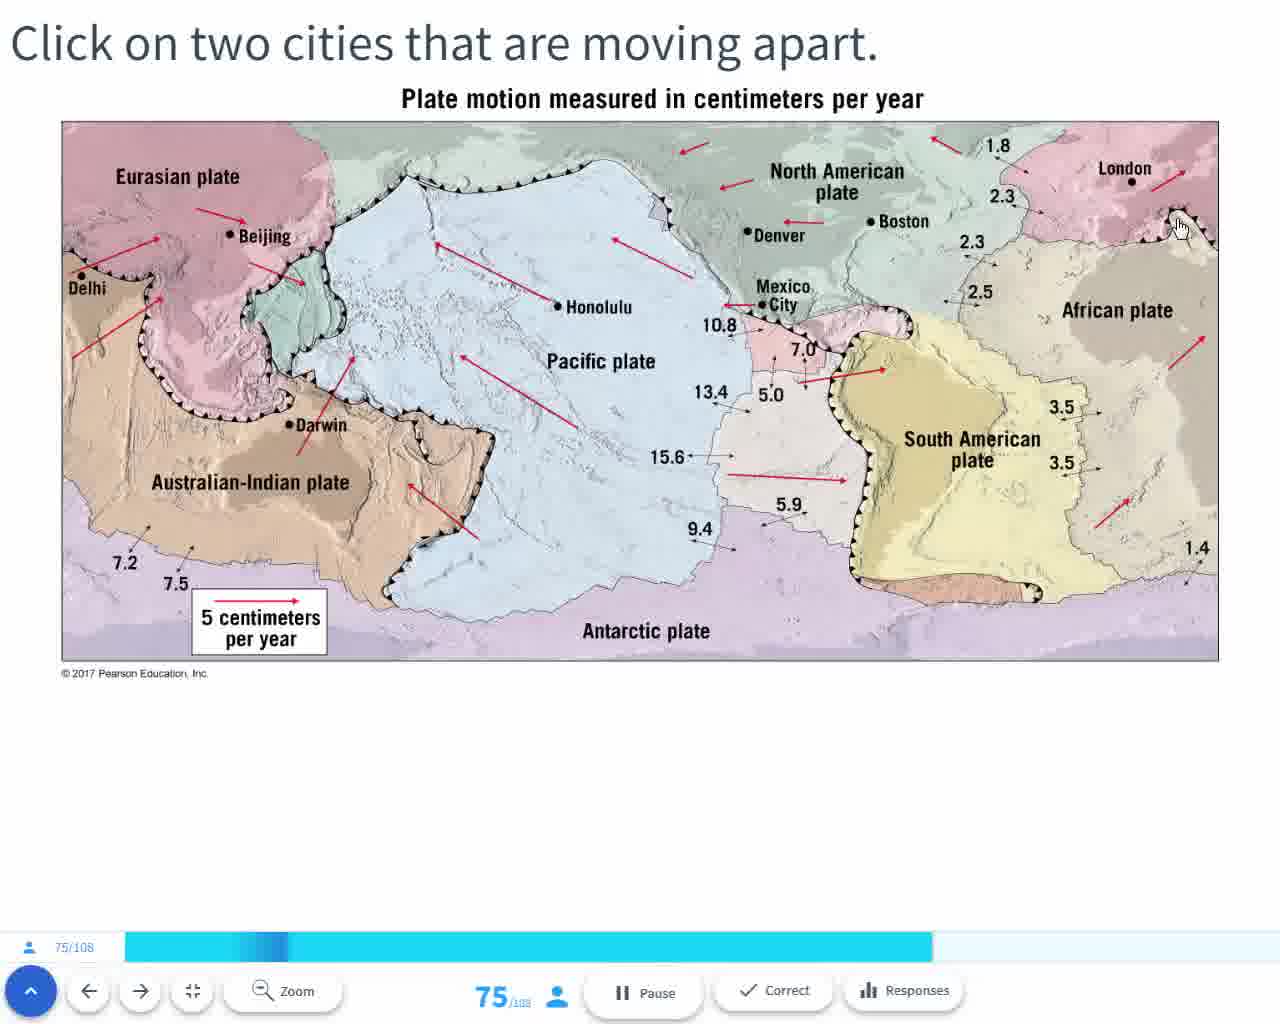 Click on two cities that are moving apart.
Plate motion measured in centimeters per year
Eurasian plate
Beijing
Delhi
Honolulu
Pacific plate
Darwin
Australian-Indian plate
North American
plate
Denver
Boston
Mexico
City
London
African plate
South American
plate
Antarctic plate
1.8
2.3
2.3
2.5
10.8
7.0
5.0
13.4
15.6
5.9
9.4
3.5
3.5
1.4
7.2
7.5
5 centimeters
per year
© 2017 Pearson Education, Inc.
75/108
Zoom
75/108
Pause
Correct
Responses